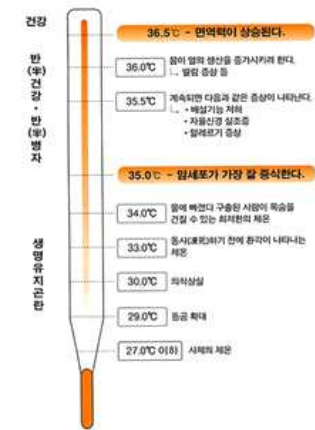 건강
36.5℃ - 면역력이 상승된다.
반(半)건강·반(半)병자
36.0℃
몸이 열의 생산을 증가시키려 한다.
떨림 증상 등
35.5℃
계속되면 다음과 같은 증상이 나타난다.
• 배설기능 저하
• 자율신경 실조증
• 알레르기 증상
35.0℃ - 암세포가 가장 잘 증식한다.
34.0℃
물에 빠졌다 구출된 사람이 목숨을
건질 수 있는 최저한의 체온
생명유지곤란
33.0℃
동사(凍死)하기 전에 환각이 나타나는
체온
30.0℃
의식상실
29.0℃
동공 확대
27.0℃ 이하
사체의 체온